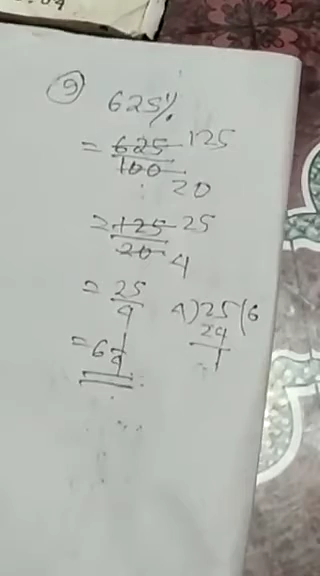 9 625%
= 625/100 125
20
= 125/20 25
4
= 25/4 4)25(6
24
1
= 6 1/4